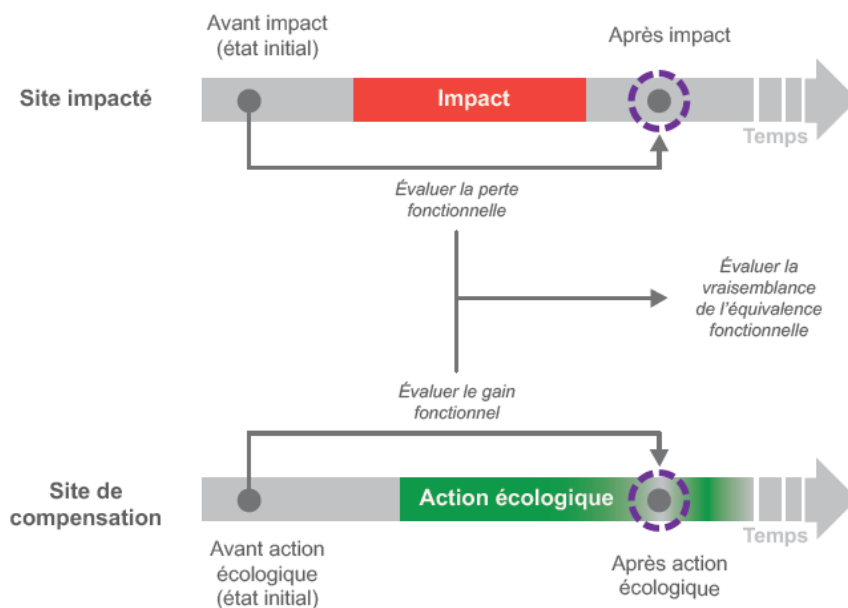 Avant impact
(état initial)
Après impact
Site impacté
Impact
Temps
Évaluer la perte
fonctionnelle
Évaluer la
vraisemblance
de l'équivalence
fonctionnelle
Évaluer le gain
fonctionnel
Site de
compensation
Action écologique
Temps
Avant action
écologique
(état initial)
Après action
écologique